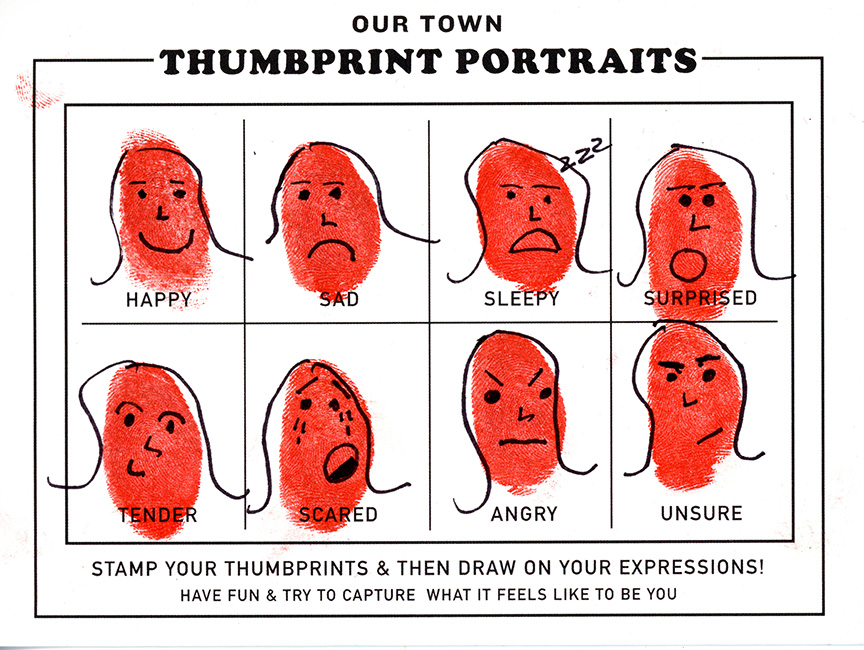 OUR TOWN
THUMBPRINT PORTRAITS
zzz
HAPPY SAD SLEEPY SURPRISED
TENDER SCARED ANGRY UNSURE
STAMP YOUR THUMBPRINTS & THEN DRAW ON YOUR EXPRESSIONS!
HAVE FUN & TRY TO CAPTURE WHAT IT FEELS LIKE TO BE YOU